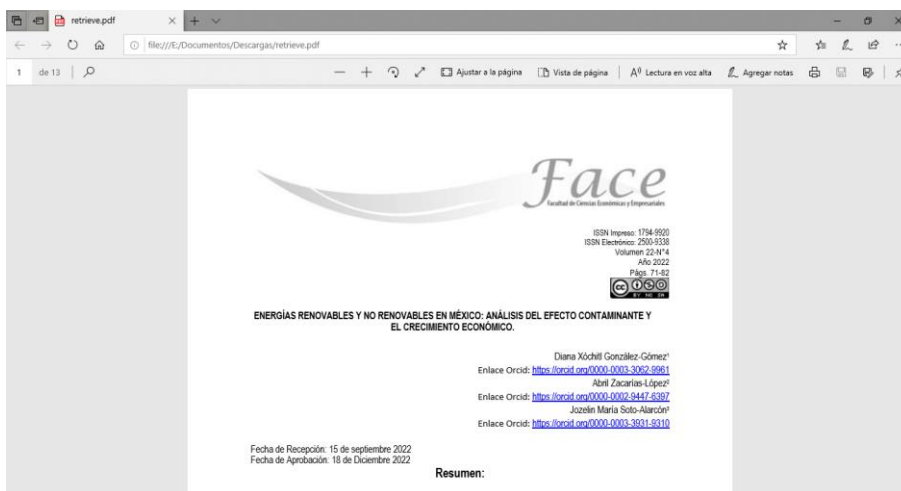 retrieve.pdf
file:///E:/Documentos/Descargas/retrieve.pdf
1 de 13 Ajustar a la página Vista de página Lectura en voz alta Agregar notas
Face
Facultad de Ciencias Económicas y Empresariales
ISSN Impreso: 1794-9920
ISSN Electrónico: 2500-9338
Volumen 22-N°4
Año 2022
Págs. 71-82
cc
BY NC SA
ENERGÍAS RENOVABLES Y NO RENOVABLES EN MÉXICO: ANÁLISIS DEL EFECTO CONTAMINANTE Y
EL CRECIMIENTO ECONÓMICO.
Diana Xóchitl González-Gómez¹
Enlace Orcid: https://orcid.org/0000-0003-3062-9961
Abril Zacarías-López²
Enlace Orcid: https://orcid.org/0000-0002-9447-6397
Jozelin María Soto-Alarcón³
Enlace Orcid: https://orcid.org/0000-0003-3931-9310
Fecha de Recepción: 15 de septiembre 2022
Fecha de Aprobación: 18 de Diciembre 2022
Resumen: